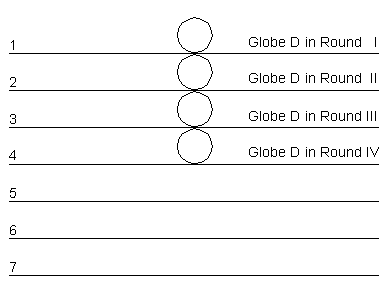 1 Globe D in Round I
2 Globe D in Round II
3 Globe D in Round III
4 Globe D in Round IV
5
6
7